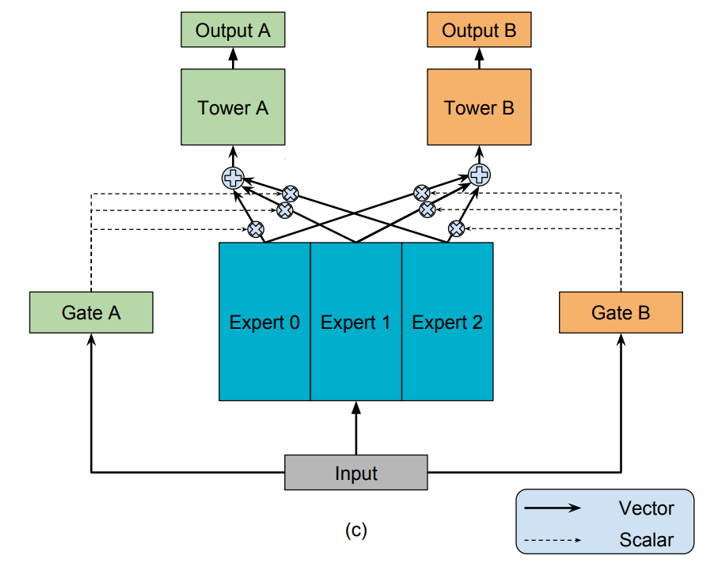 Output A
Output B
Tower A
Tower B
Gate A
Expert 0
Expert 1
Expert 2
Gate B
Input
(c)
Vector
Scalar